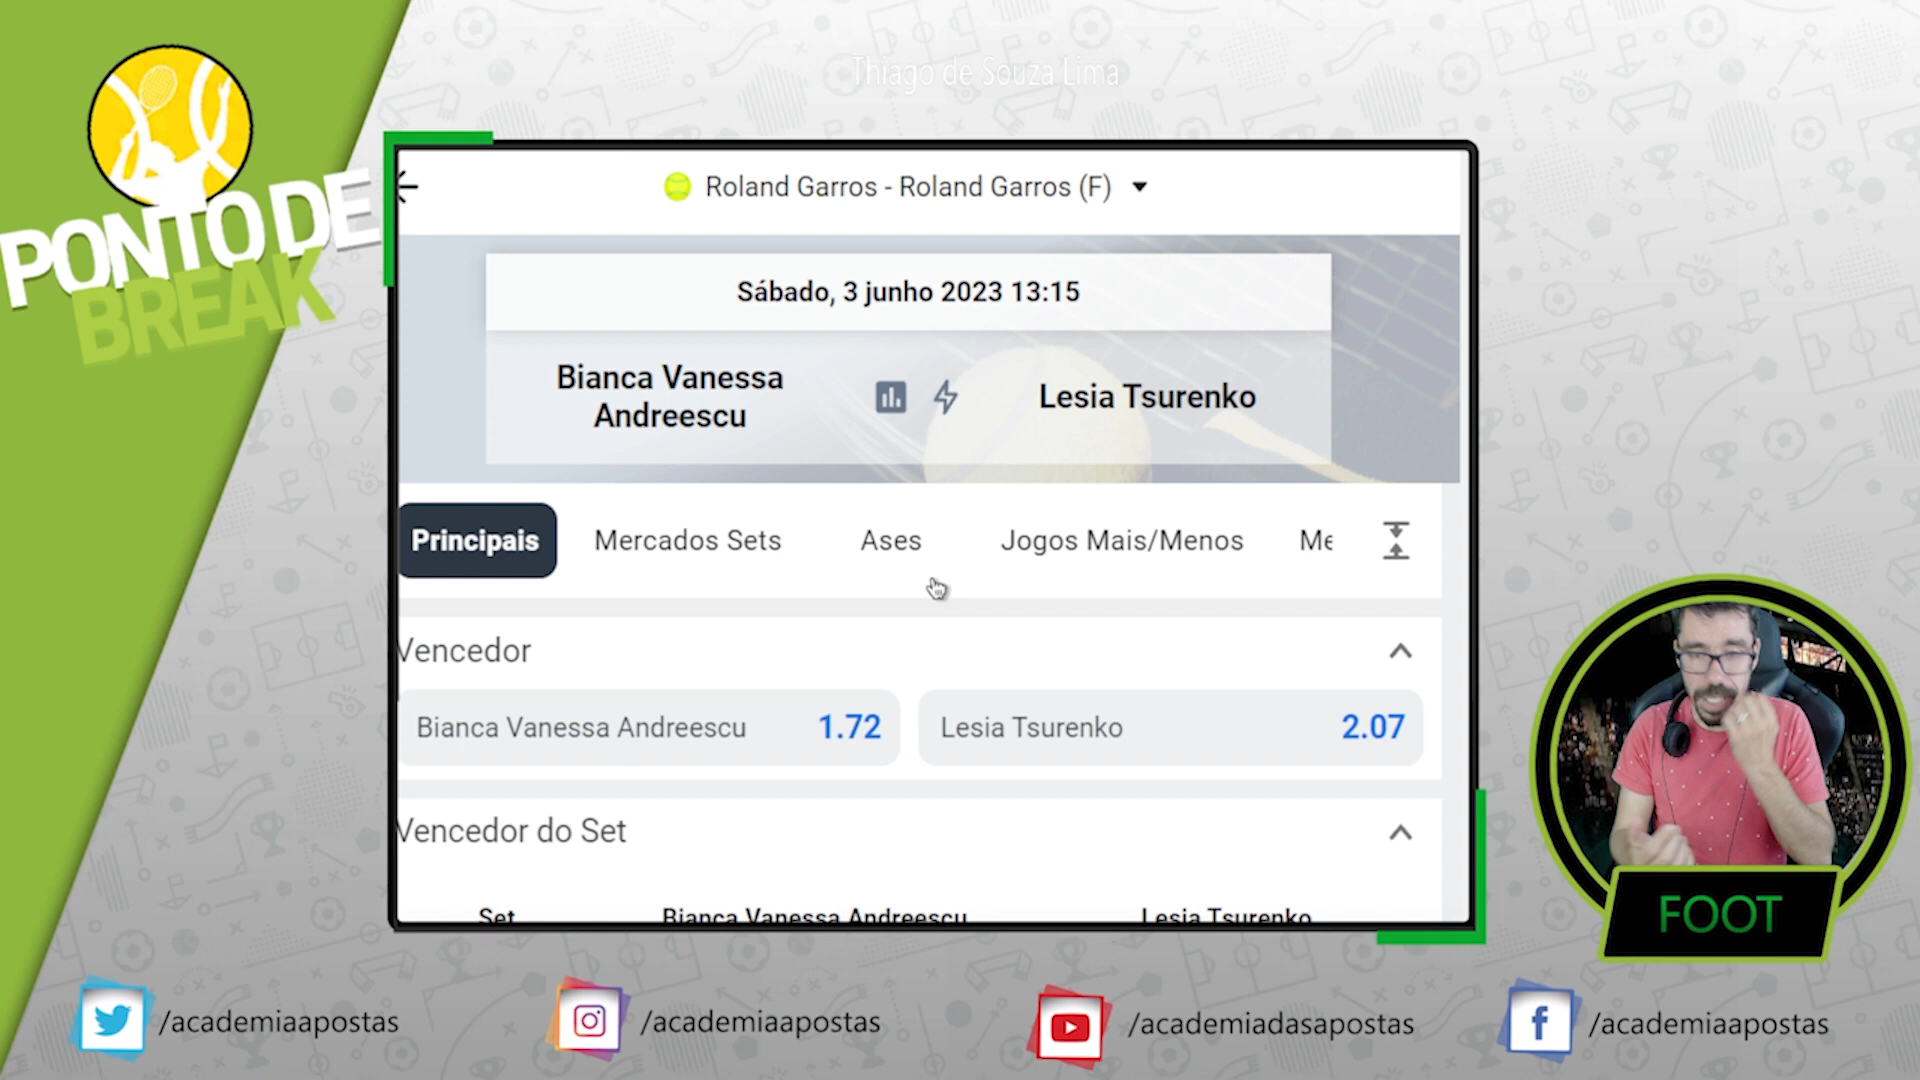 Thiago de Souza Lima
PONTO DE
BREAK
Roland Garros - Roland Garros (F)
Sábado, 3 junho 2023 13:15
Bianca Vanessa
Andreescu
Lesia Tsurenko
Principais
Mercados Sets
Ases
Jogos Mais/Menos
Me
Vencedor
Bianca Vanessa Andreescu 1.72
Lesia Tsurenko 2.07
Vencedor do Set
Set
Bianca Vanessa Andreescu
Lesia Tsurenko
FOOT
/academiaapostas
/academiaapostas
/academiadasapostas
/academiaapostas